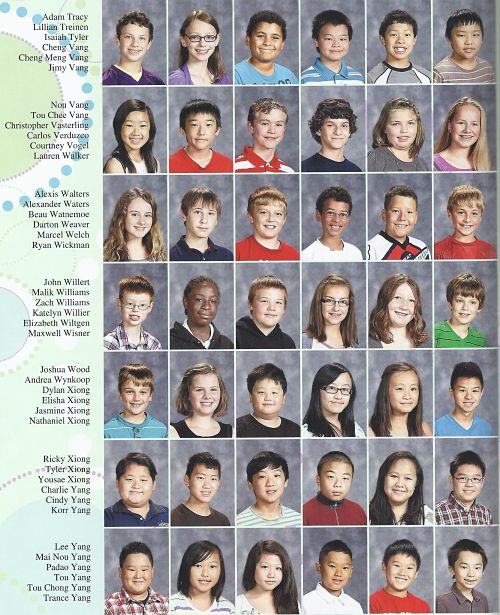 Adam Tracy
Lillian Treinen
Isaiah Tyler
Cheng Vang
Cheng Meng Vang
Jimy Vang
Nou Vang
Tou Chee Vang
Christopher Vasterling
Carlos Verduzco
Courtney Vogel
Lauren Walker
Alexis Walters
Alexander Waters
Beau Watnemoe
Darton Weaver
Marcel Welch
Ryan Wickman
John Willert
Malik Williams
Zach Williams
Katelyn Willier
Elizabeth Wiltgen
Maxwell Wisner
Joshua Wood
Andrea Wynkoop
Dylan Xiong
Elisha Xiong
Jasmine Xiong
Nathaniel Xiong
Ricky Xiong
Tyler Xiong
Yousae Xiong
Charlie Yang
Cindy Yang
Korr Yang
Lee Yang
Mai Nou Yang
Padao Yang
Tou Yang
Tou Chong Yang
Trance Yang